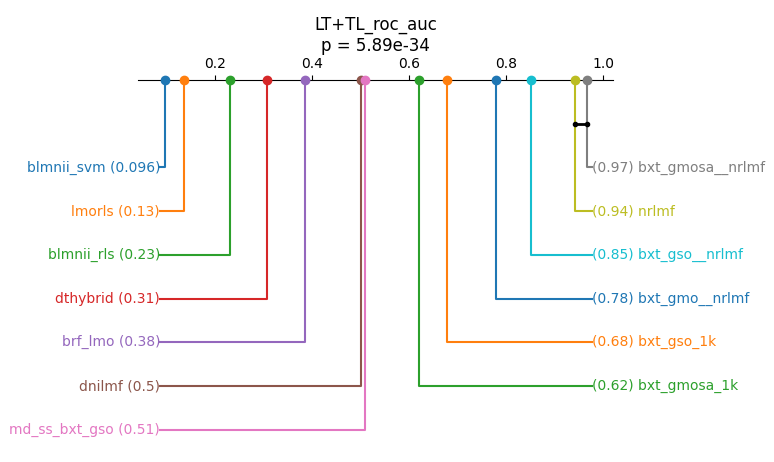 LT+TL_roc_auc
p = 5.89e-34
0.2 0.4 0.6 0.8 1.0
blmnii_svm (0.096) (0.97) bxt_gmosa__nrlmf
lmorls (0.13) (0.94) nrlmf
blmnii_rls (0.23) (0.85) bxt_gso__nrlmf
dthybrid (0.31) (0.78) bxt_gmo__nrlmf
brf_lmo (0.38) (0.68) bxt_gso_1k
dnilmf (0.5) (0.62) bxt_gmosa_1k
md_ss_bxt_gso (0.51)